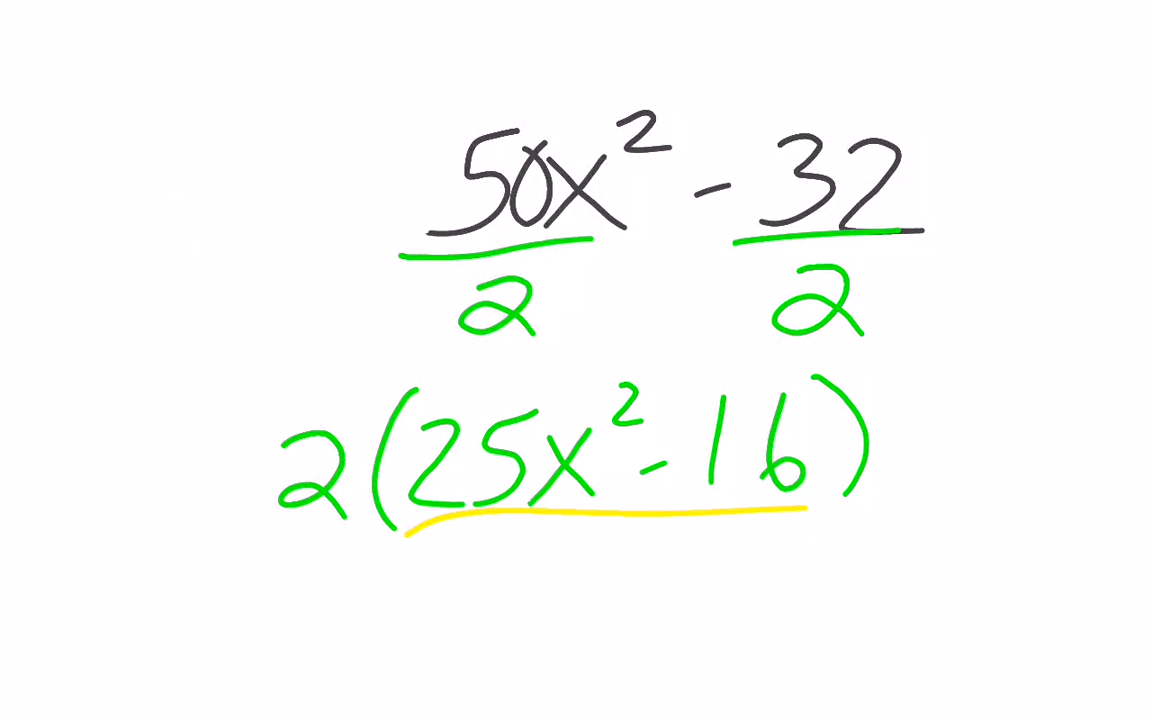 50x² - 32
2 2
2(25x² - 16)